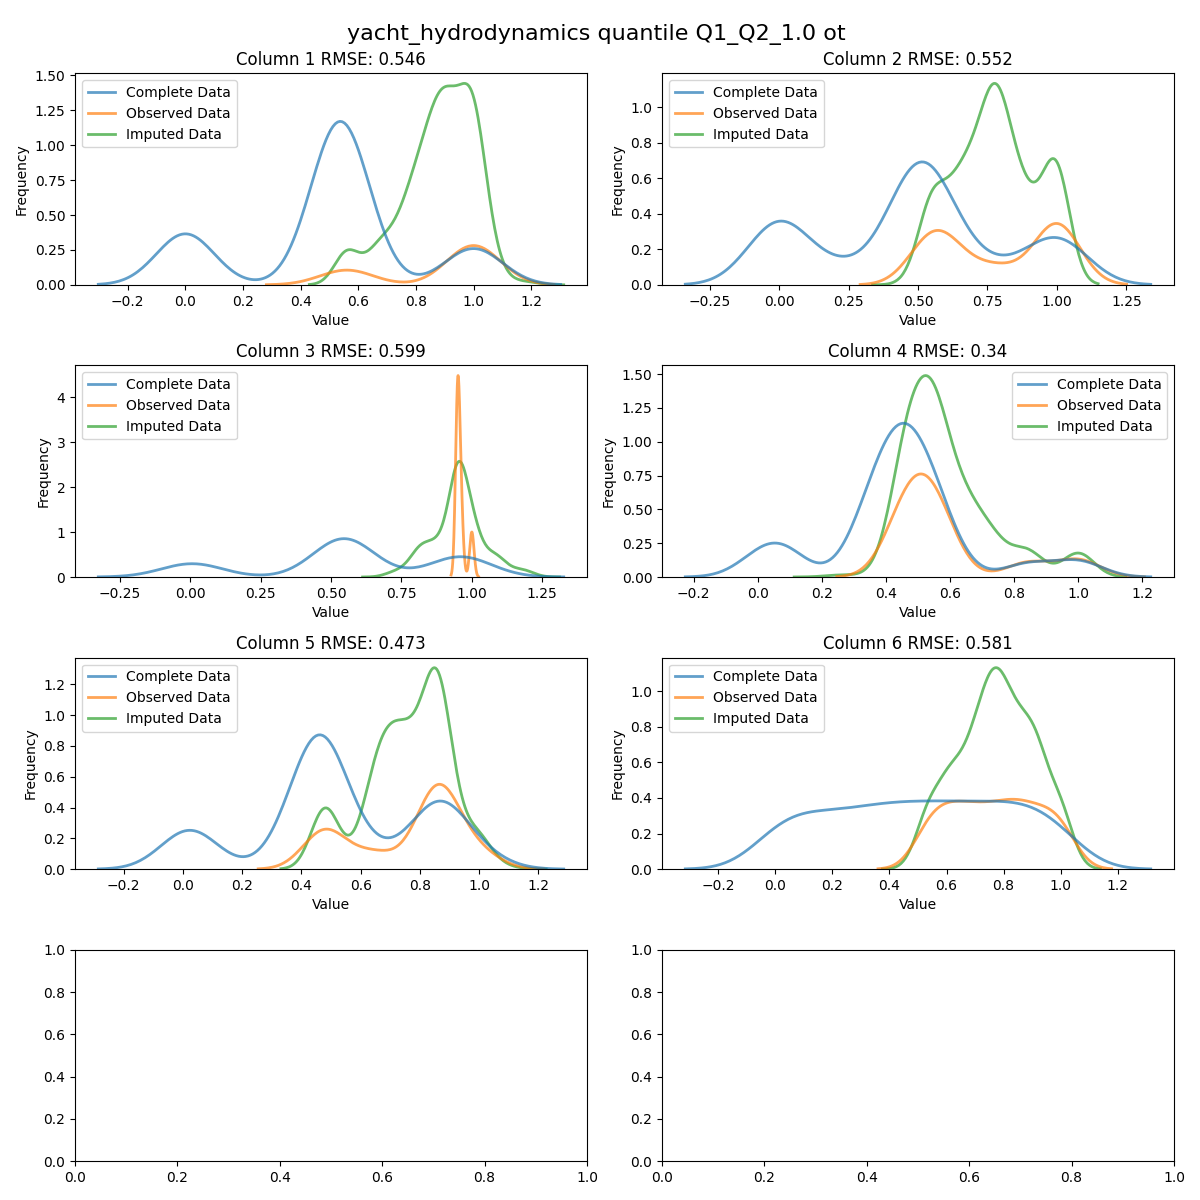 yacht_hydrodynamics quantile Q1_Q2_1.0 ot
Column 1 RMSE: 0.546
Complete Data
Observed Data
Imputed Data
Frequency
1.50
1.25
1.00
0.75
0.50
0.25
0.00
−0.2 0.0 0.2 0.4 0.6 0.8 1.0 1.2
Value
Column 2 RMSE: 0.552
Complete Data
Observed Data
Imputed Data
Frequency
1.0
0.8
0.6
0.4
0.2
0.0
−0.25 0.00 0.25 0.50 0.75 1.00 1.25
Value
Column 3 RMSE: 0.599
Complete Data
Observed Data
Imputed Data
Frequency
4
3
2
1
0
−0.25 0.00 0.25 0.50 0.75 1.00 1.25
Value
Column 4 RMSE: 0.34
Complete Data
Observed Data
Imputed Data
Frequency
1.50
1.25
1.00
0.75
0.50
0.25
0.00
−0.2 0.0 0.2 0.4 0.6 0.8 1.0 1.2
Value
Column 5 RMSE: 0.473
Complete Data
Observed Data
Imputed Data
Frequency
1.2
1.0
0.8
0.6
0.4
0.2
0.0
−0.2 0.0 0.2 0.4 0.6 0.8 1.0 1.2
Value
Column 6 RMSE: 0.581
Complete Data
Observed Data
Imputed Data
Frequency
1.0
0.8
0.6
0.4
0.2
0.0
−0.2 0.0 0.2 0.4 0.6 0.8 1.0 1.2
Value
1.0
0.8
0.6
0.4
0.2
0.0
0.0 0.2 0.4 0.6 0.8 1.0
1.0
0.8
0.6
0.4
0.2
0.0
0.0 0.2 0.4 0.6 0.8 1.0